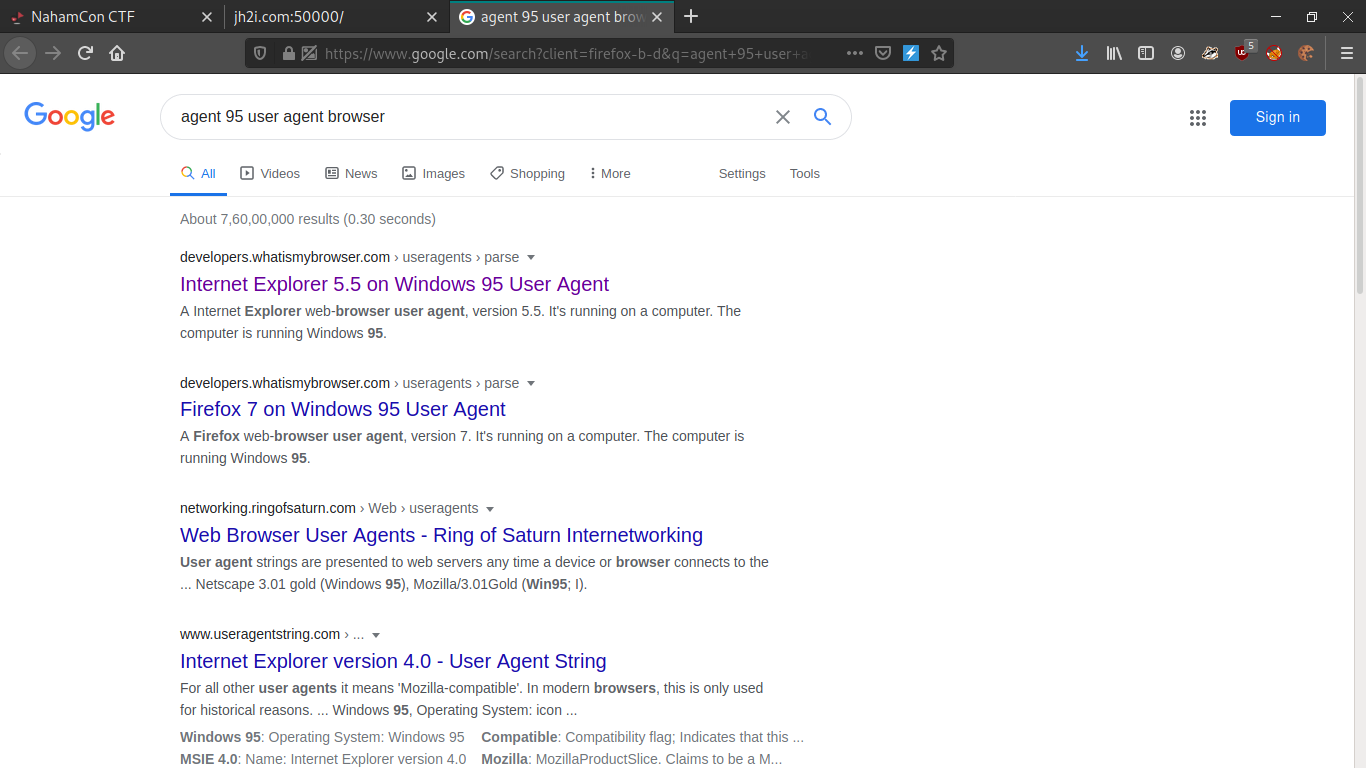 NahamCon CTF
jh2i.com:50000/
agent 95 user agent brow
https://www.google.com/search?client=firefox-b-d&q=agent+95+user+a
5
Google
agent 95 user agent browser
Sign in
All
Videos
News
Images
Shopping
More
Settings
Tools
About 7,60,00,000 results (0.30 seconds)
developers.whatismybrowser.com › useragents › parse
Internet Explorer 5.5 on Windows 95 User Agent
A Internet Explorer web-browser user agent, version 5.5. It's running on a computer. The
computer is running Windows 95.
developers.whatismybrowser.com › useragents › parse
Firefox 7 on Windows 95 User Agent
A Firefox web-browser user agent, version 7. It's running on a computer. The computer is
running Windows 95.
networking.ringofsaturn.com › Web › useragents
Web Browser User Agents - Ring of Saturn Internetworking
User agent strings are presented to web servers any time a device or browser connects to the
... Netscape 3.01 gold (Windows 95), Mozilla/3.01Gold (Win95; I).
www.useragentstring.com › ...
Internet Explorer version 4.0 - User Agent String
For all other user agents it means 'Mozilla-compatible'. In modern browsers, this is only used
for historical reasons. ... Windows 95, Operating System: icon ...
Windows 95: Operating System: Windows 95 Compatible: Compatibility flag; Indicates that this ...
MSIE 4.0: Name: Internet Explorer version 4.0 Mozilla: MozillaProductSlice. Claims to be a M...